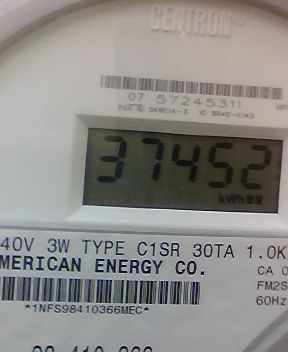 CENTRON®
07 57245311
37452
kWh
40V 3W TYPE C1SR 30TA 1.0K
MERICAN ENERGY CO.
CA 0
FM2S
60Hz
*1NFS98410366MEC*